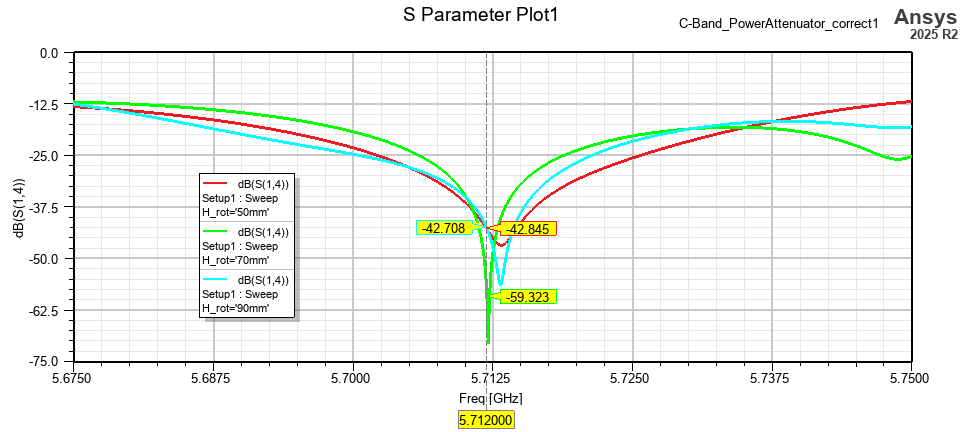 S Parameter Plot1
C-Band_PowerAttenuator_correct1
Ansys
2025 R2
0.0
-12.5
-25.0
-37.5
-50.0
-62.5
-75.0
dB(S(1,4))
dB(S(1,4))
Setup1 : Sweep
H_rot='50mm'
dB(S(1,4))
Setup1 : Sweep
H_rot='70mm'
dB(S(1,4))
Setup1 : Sweep
H_rot='90mm'
-42.708
-42.845
-59.323
5.6750
5.6875
5.7000
5.7125
5.7250
5.7375
5.7500
Freq [GHz]
5.712000